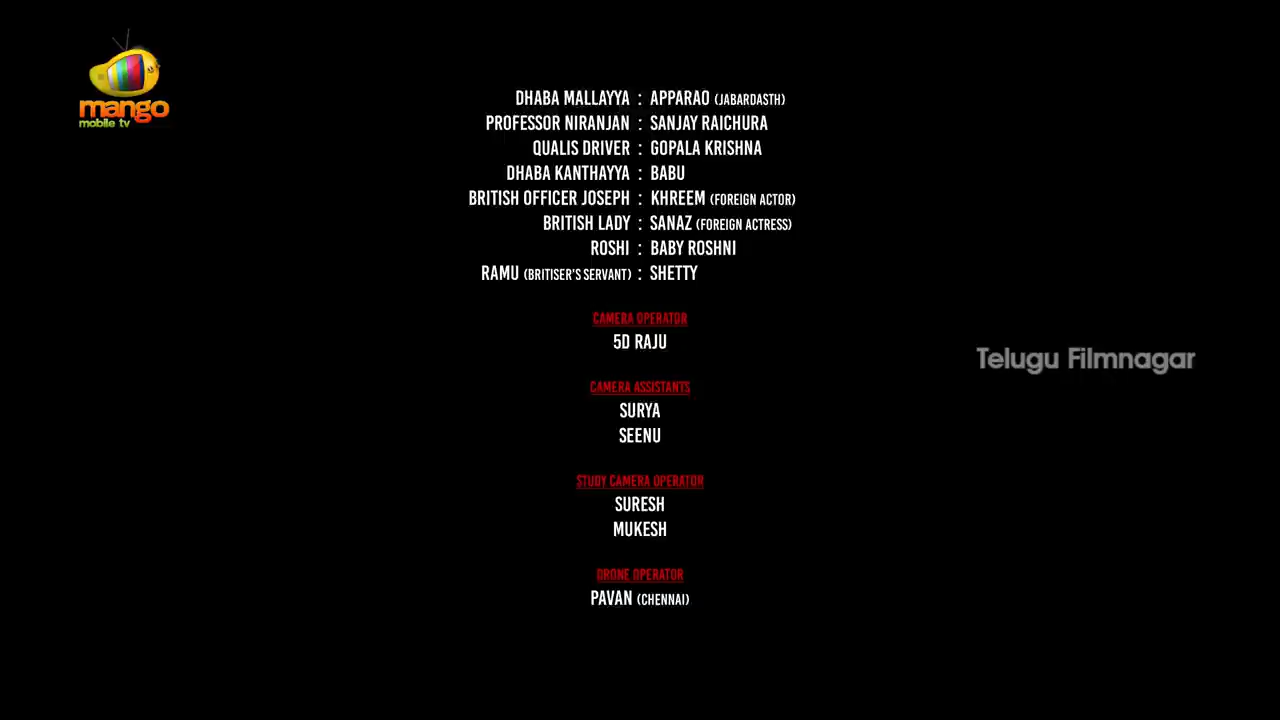 mango
mobile tv
DHABA MALLAYYA : APPARAO (JABARDASTH)
PROFESSOR NIRANJAN : SANJAY RAICHURA
QUALIS DRIVER : GOPALA KRISHNA
DHABA KANTHAYYA : BABU
BRITISH OFFICER JOSEPH : KHREEM (FOREIGN ACTOR)
BRITISH LADY : SANAZ (FOREIGN ACTRESS)
ROSHI : BABY ROSHNI
RAMU (BRITISER'S SERVANT) : SHETTY
CAMERA OPERATOR
5D RAJU
Telugu Filmnagar
CAMERA ASSISTANTS
SURYA
SEENU
STUDY CAMERA OPERATOR
SURESH
MUKESH
DRONE OPERATOR
PAVAN (CHENNAI)